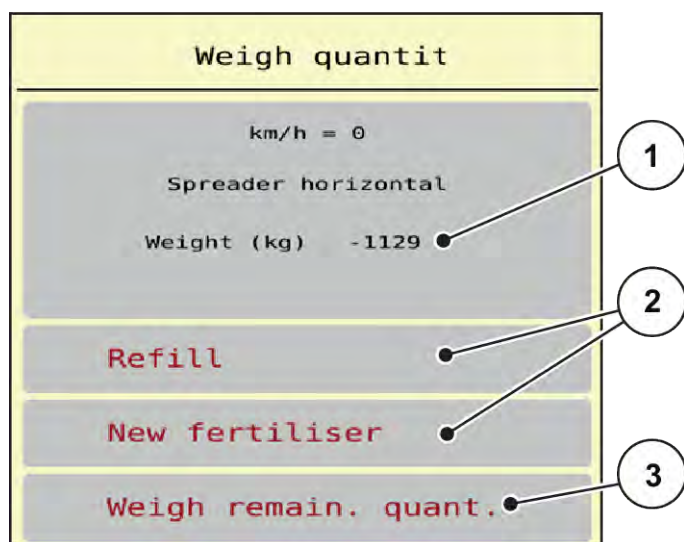 Weigh quantit
km/h = 0
Spreader horizontal
Weight (kg) -1129
1
2
Refill
New fertiliser
3
Weigh remain. quant.